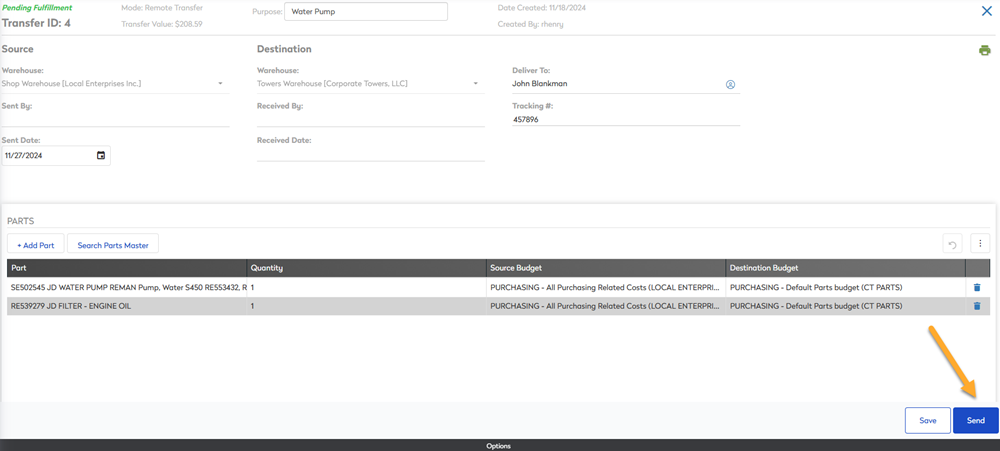 Pending Fulfillment
Transfer ID: 4
Mode: Remote Transfer
Transfer Value: $208.59
Purpose: Water Pump
Date Created: 11/18/2024
Created By: rhenry
Source
Destination
Warehouse:
Shop Warehouse [Local Enterprises Inc.]
Warehouse:
Towers Warehouse [Corporate Towers, LLC]
Deliver To:
John Blankman
Sent By:
Received By:
Tracking #:
457896
Sent Date:
11/27/2024
Received Date:
PARTS
+ Add Part
Search Parts Master
Part Quantity Source Budget Destination Budget
SE502545 JD WATER PUMP REMAN Pump, Water S450 RE553432, R 1 PURCHASING - All Purchasing Related Costs (LOCAL ENTERPRI... PURCHASING - Default Parts budget (CT PARTS)
RE539279 JD FILTER - ENGINE OIL 1 PURCHASING - All Purchasing Related Costs (LOCAL ENTERPRI... PURCHASING - Default Parts budget (CT PARTS)
Save
Send
Options